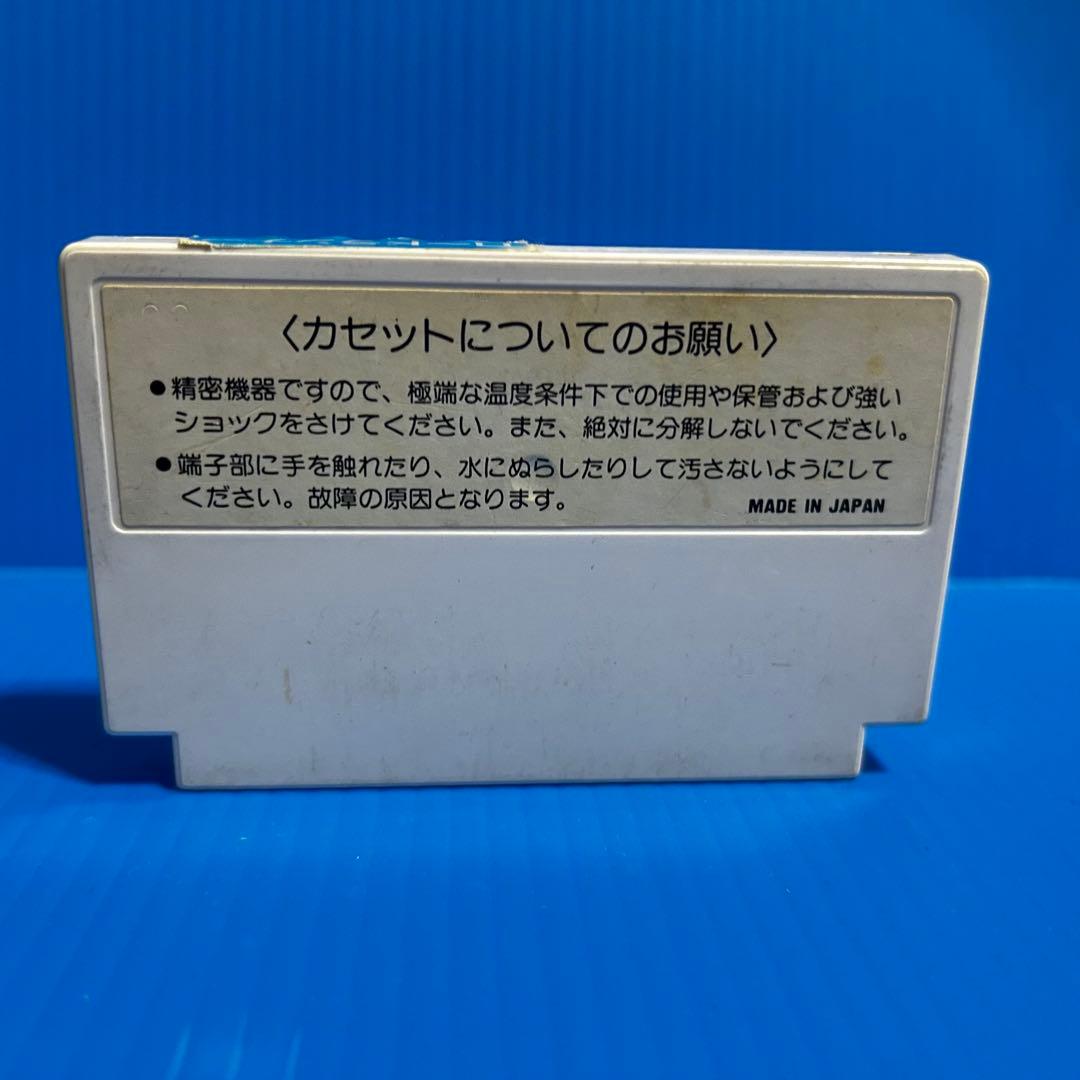 〈カセットについてのお願い〉
●精密機器ですので、極端な温度条件下での使用や保管および強い
ショックをさけてください。また、絶対に分解しないでください。
●端子部に手を触れたり、水にぬらしたりして汚さないようにして
ください。故障の原因となります。
MADE IN JAPAN